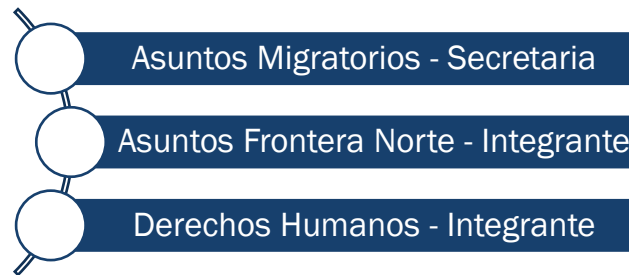 Asuntos Migratorios - Secretaria
Asuntos Frontera Norte - Integrante
Derechos Humanos - Integrante